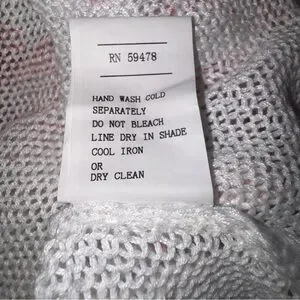 RN 59478
HAND WASH COLD
SEPARATELY
DO NOT BLEACH
LINE DRY IN SHADE
COOL IRON
OR
DRY CLEAN